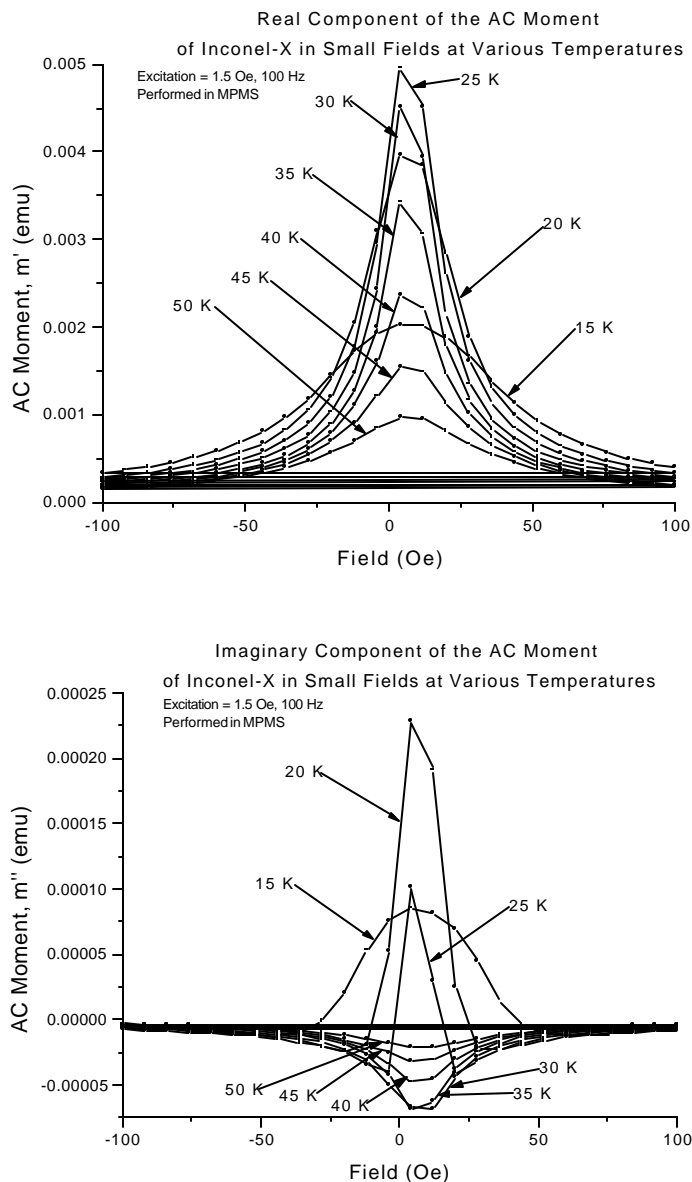 Real Component of the AC Moment
of Inconel-X in Small Fields at Various Temperatures
Excitation = 1.5 Oe, 100 Hz
Performed in MPMS
AC Moment, m' (emu)
0.005
0.004
0.003
0.002
0.001
0.000
25 K
30 K
35 K
20 K
40 K
45 K
50 K
15 K
-100
-50
0
50
100
Field (Oe)
Imaginary Component of the AC Moment
of Inconel-X in Small Fields at Various Temperatures
Excitation = 1.5 Oe, 100 Hz
Performed in MPMS
AC Moment, m'' (emu)
0.00025
0.00020
0.00015
0.00010
0.00005
0.00000
-0.00005
20 K
15 K
25 K
30 K
50 K
45 K
35 K
40 K
-100
-50
0
50
100
Field (Oe)